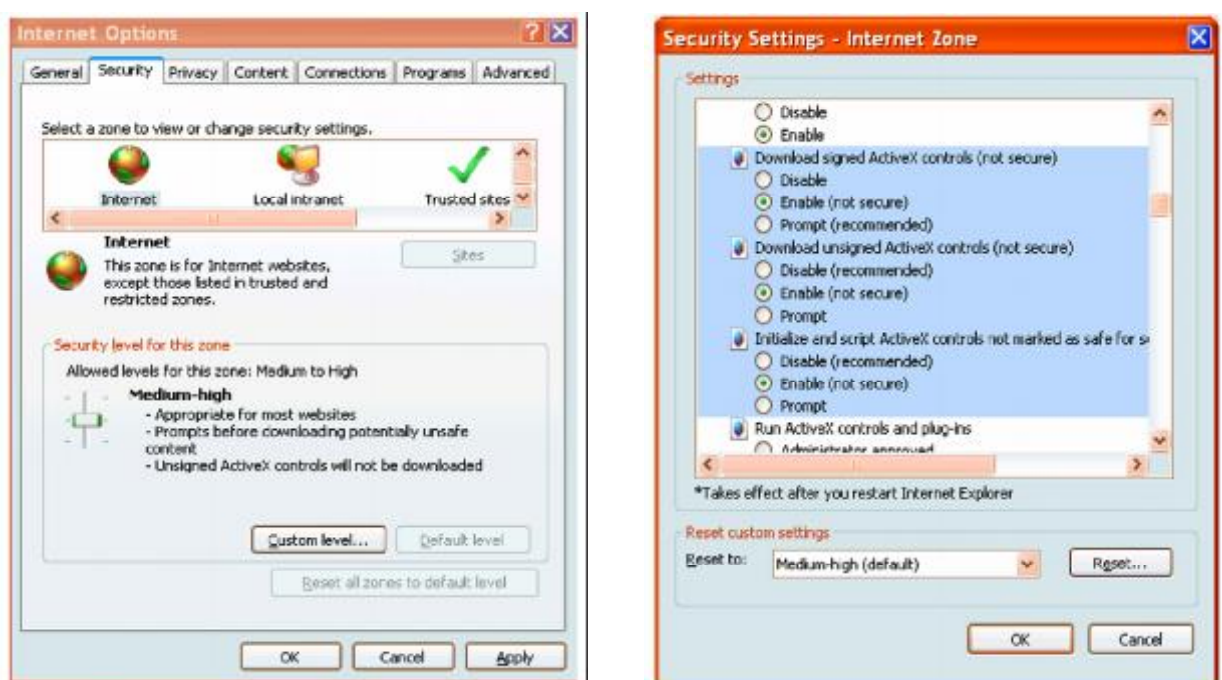 Internet Options
General Security Privacy Content Connections Programs Advanced
Select a zone to view or change security settings.
Internet Local intranet Trusted sites
Internet
This zone is for Internet websites,
except those listed in trusted and
restricted zones.
Sites
Security level for this zone
Allowed levels for this zone: Medium to High
Medium-high
- Appropriate for most websites
- Prompts before downloading potentially unsafe
content
- Unsigned ActiveX controls will not be downloaded
Custom level... Default level
Reset all zones to default level
OK Cancel Apply
Security Settings - Internet Zone
Settings
Disable
Enable
Download signed ActiveX controls (not secure)
Disable
Enable (not secure)
Prompt (recommended)
Download unsigned ActiveX controls (not secure)
Disable (recommended)
Enable (not secure)
Prompt
Initialize and script ActiveX controls not marked as safe for s
Disable (recommended)
Enable (not secure)
Prompt
Run ActiveX controls and plug-ins
Administrator approved
*Takes effect after you restart Internet Explorer
Reset custom settings
Reset to: Medium-high (default) Reset...
OK Cancel